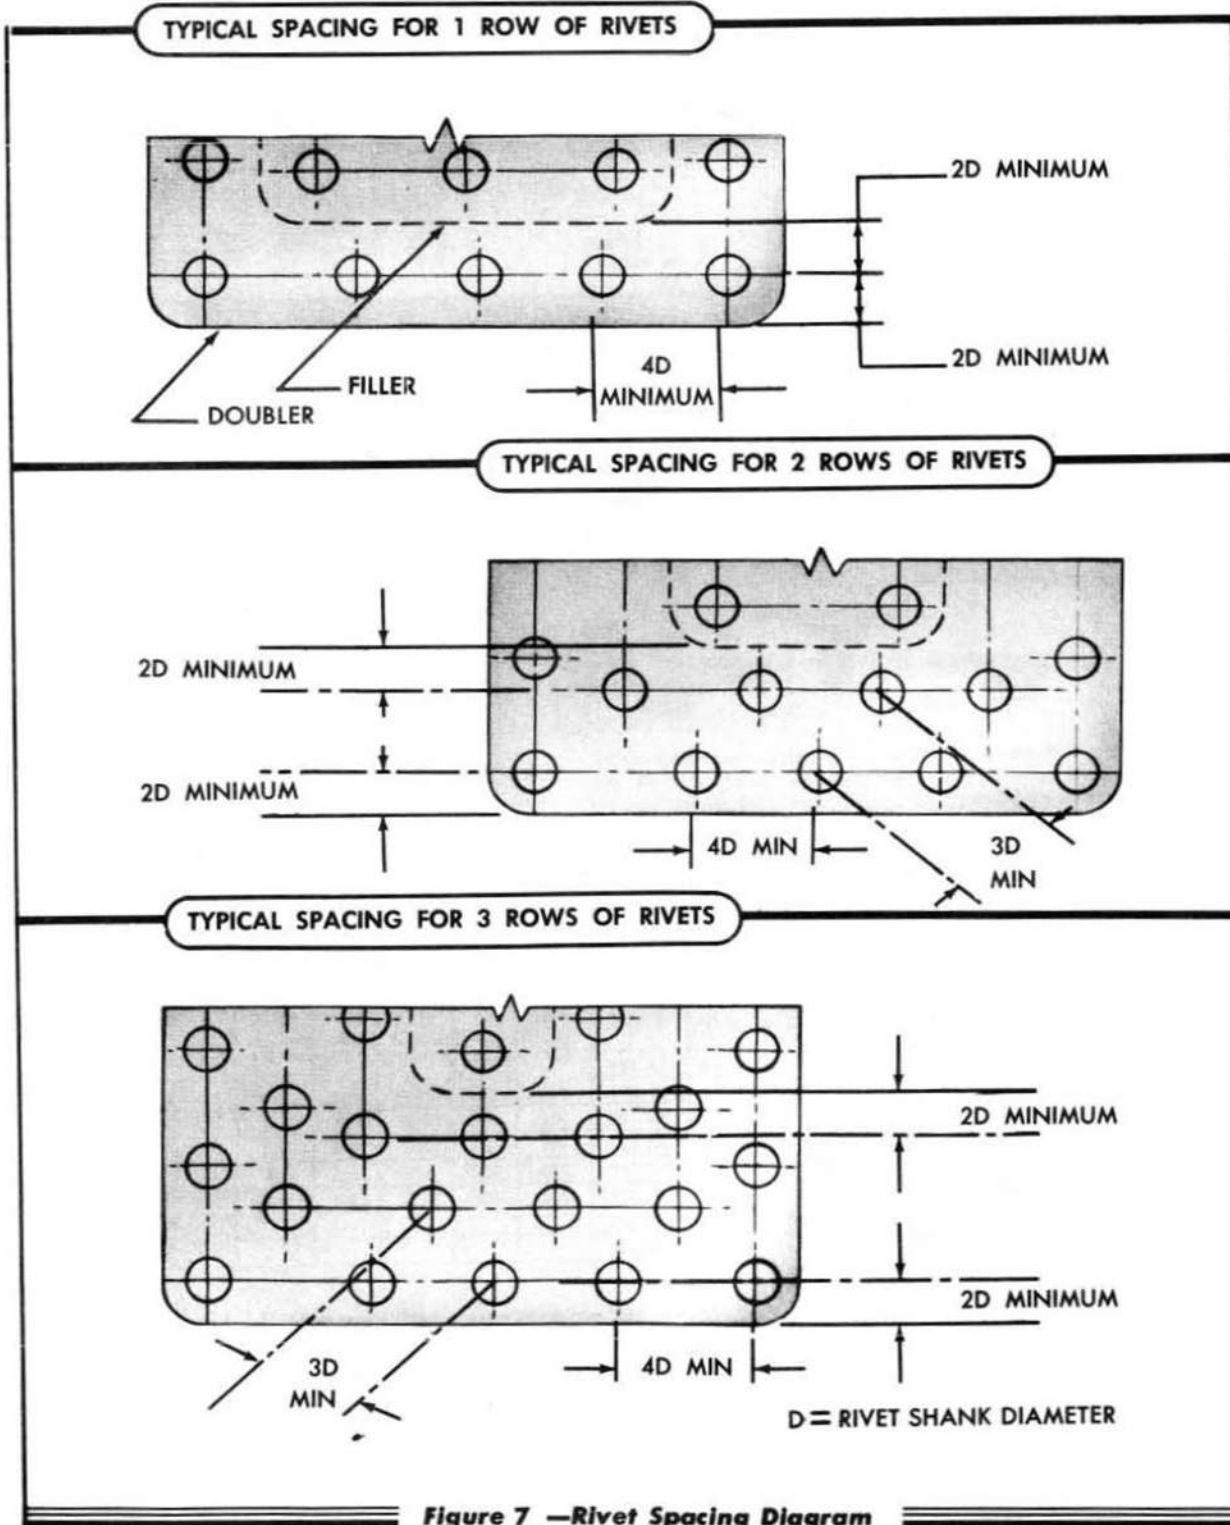 TYPICAL SPACING FOR 1 ROW OF RIVETS
2D MINIMUM
2D MINIMUM
4D
MINIMUM
FILLER
DOUBLER
TYPICAL SPACING FOR 2 ROWS OF RIVETS
2D MINIMUM
2D MINIMUM
4D MIN
3D
MIN
TYPICAL SPACING FOR 3 ROWS OF RIVETS
2D MINIMUM
2D MINIMUM
3D
MIN
4D MIN
D = RIVET SHANK DIAMETER
Figure 7 —Rivet Spacing Diagram